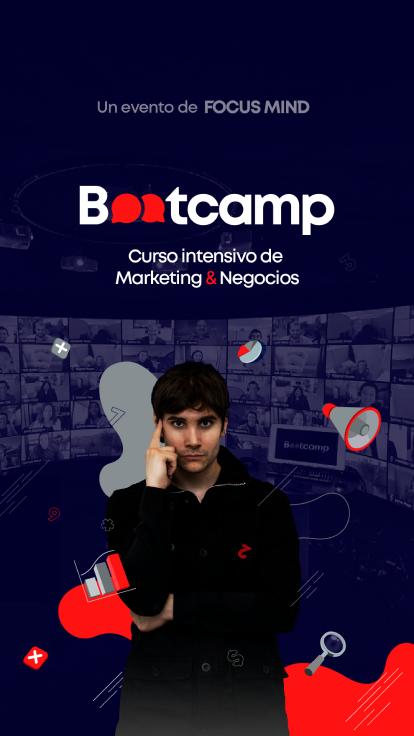 Un evento de FOCUS MIND
Bootcamp
Curso intensivo de
Marketing & Negocios
Bootcamp